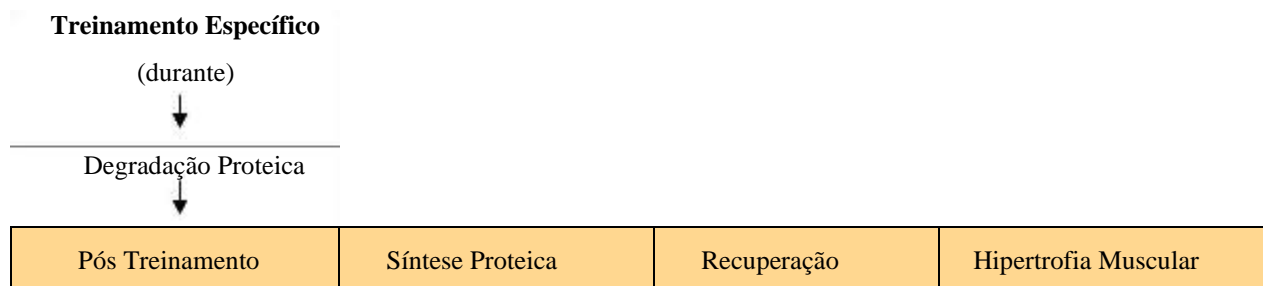 Treinamento Específico
(durante)
Degradação Proteica
Pós Treinamento Síntese Proteica Recuperação Hipertrofia Muscular